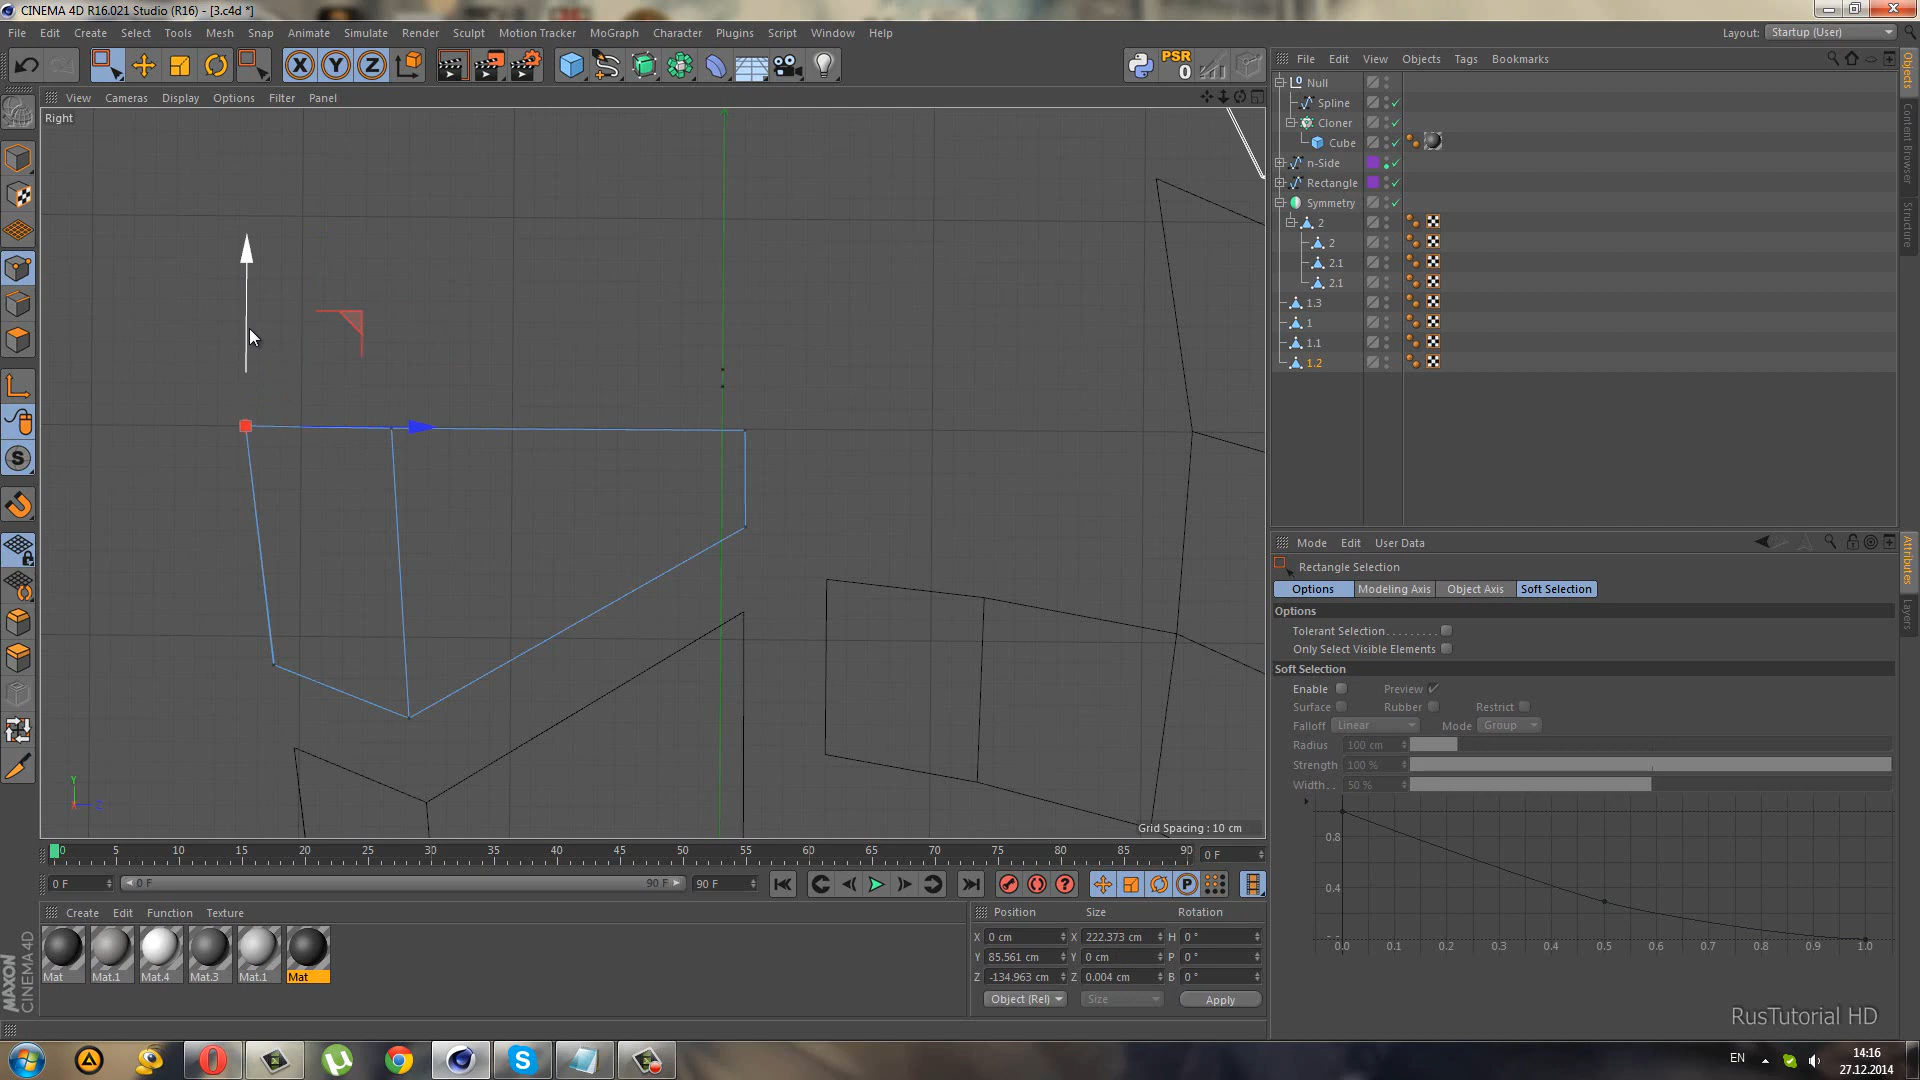 CINEMA 4D R16.021 Studio (R16) - [3.c4d *]
File Edit Create Select Tools Mesh Snap Animate Simulate Render Sculpt Motion Tracker MoGraph Character Plugins Script Window Help
Layout: Startup (User)
PSR
0
File Edit View Objects Tags Bookmarks
View Cameras Display Options Filter Panel
Right
Null
Spline
Cloner
Cube
n-Side
Rectangle
Symmetry
2
2
2.1
2.1
1.3
1
1.1
1.2
Objects
Content Browser
Structure
Mode Edit User Data
Rectangle Selection
Options Modeling Axis Object Axis Soft Selection
Options
Tolerant Selection
Only Select Visible Elements
Soft Selection
Enable Preview
Surface Rubber Restrict
Falloff Linear Mode Group
Radius 100 cm
Strength 100 %
Width 50 %
0.8
0.4
0.0 0.1 0.2 0.3 0.4 0.5 0.6 0.7 0.8 0.9 1.0
Attributes
Layers
Y
Z
Grid Spacing : 10 cm
0 5 10 15 20 25 30 35 40 45 50 55 60 65 70 75 80 85 90 0 F
0 F 0 F 90 F 90 F
Create Edit Function Texture
Mat Mat.1 Mat.4 Mat.3 Mat.1 Mat
Position Size Rotation
X 0 cm X 222.373 cm H 0 °
Y 85.561 cm Y 0 cm P 0 °
Z -134.963 cm Z 0.004 cm B 0 °
Object (Rel) Size Apply
MAXON
CINEMA 4D
RusTutorial HD
EN
14:16
27.12.2014